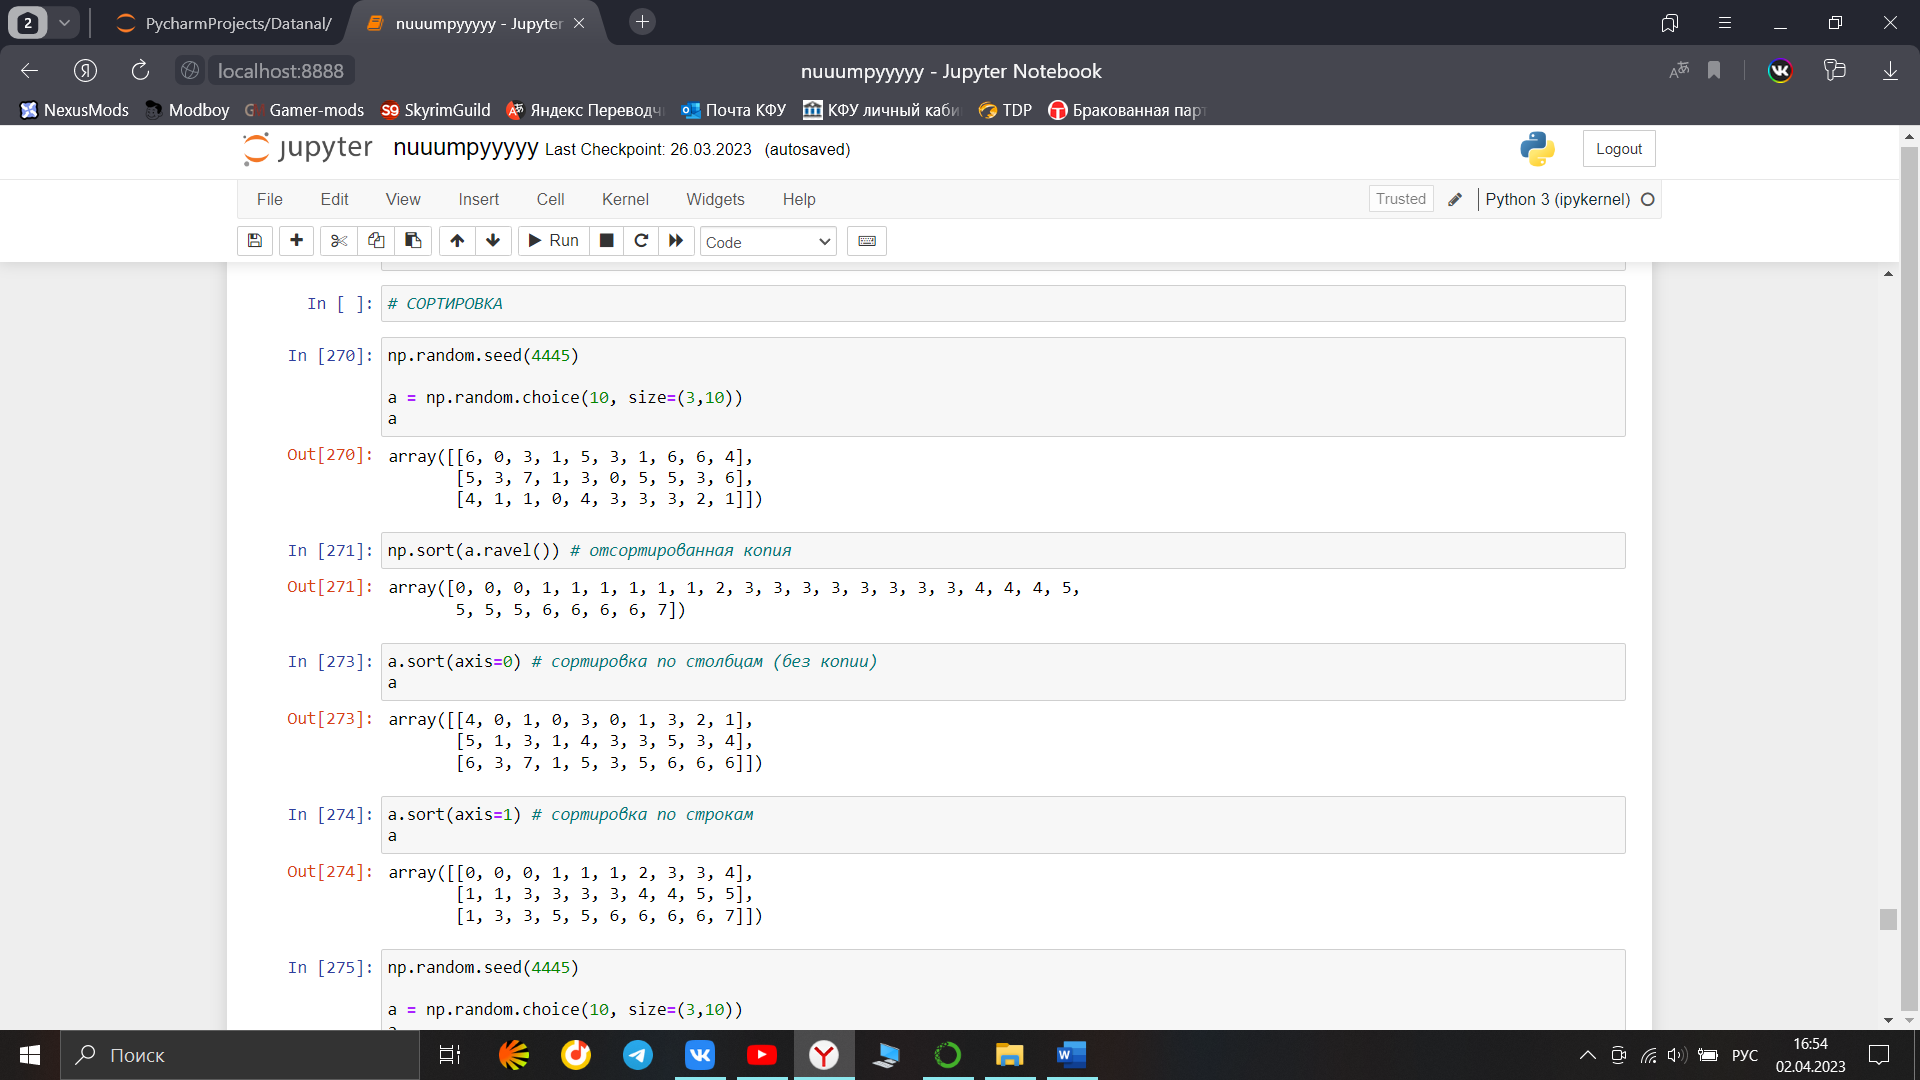 2
PycharmProjects/Datanal/
nuuumpyyyyy - Jupyter
Я
localhost:8888
nuuumpyyyyy - Jupyter Notebook
NexusMods
Modboy
Gamer-mods
S9 SkyrimGuild
Яндекс Переводч
Почта КФУ
КФУ личный каби
TDP
Бракованная пар
jupyter nuuumpyyyyy Last Checkpoint: 26.03.2023 (autosaved)
Logout
File Edit View Insert Cell Kernel Widgets Help
Trusted
Python 3 (ipykernel)
Run
Code
In [ ]: # СОРТИРОВКА
In [270]: np.random.seed(4445)
a = np.random.choice(10, size=(3,10))
a
Out[270]: array([[6, 0, 3, 1, 5, 3, 1, 6, 6, 4],
[5, 3, 7, 1, 3, 0, 5, 5, 3, 6],
[4, 1, 1, 0, 4, 3, 3, 3, 2, 1]])
In [271]: np.sort(a.ravel()) # отсортированная копия
Out[271]: array([0, 0, 0, 1, 1, 1, 1, 1, 1, 2, 3, 3, 3, 3, 3, 3, 3, 3, 4, 4, 4, 5,
5, 5, 5, 6, 6, 6, 6, 7])
In [273]: a.sort(axis=0) # сортировка по столбцам (без копии)
a
Out[273]: array([[4, 0, 1, 0, 3, 0, 1, 3, 2, 1],
[5, 1, 3, 1, 4, 3, 3, 5, 3, 4],
[6, 3, 7, 1, 5, 3, 5, 6, 6, 6]])
In [274]: a.sort(axis=1) # сортировка по строкам
a
Out[274]: array([[0, 0, 0, 1, 1, 1, 2, 3, 3, 4],
[1, 1, 3, 3, 3, 3, 4, 4, 5, 5],
[1, 3, 3, 5, 5, 6, 6, 6, 6, 7]])
In [275]: np.random.seed(4445)
a = np.random.choice(10, size=(3,10))
Поиск
РУС
16:54
02.04.2023